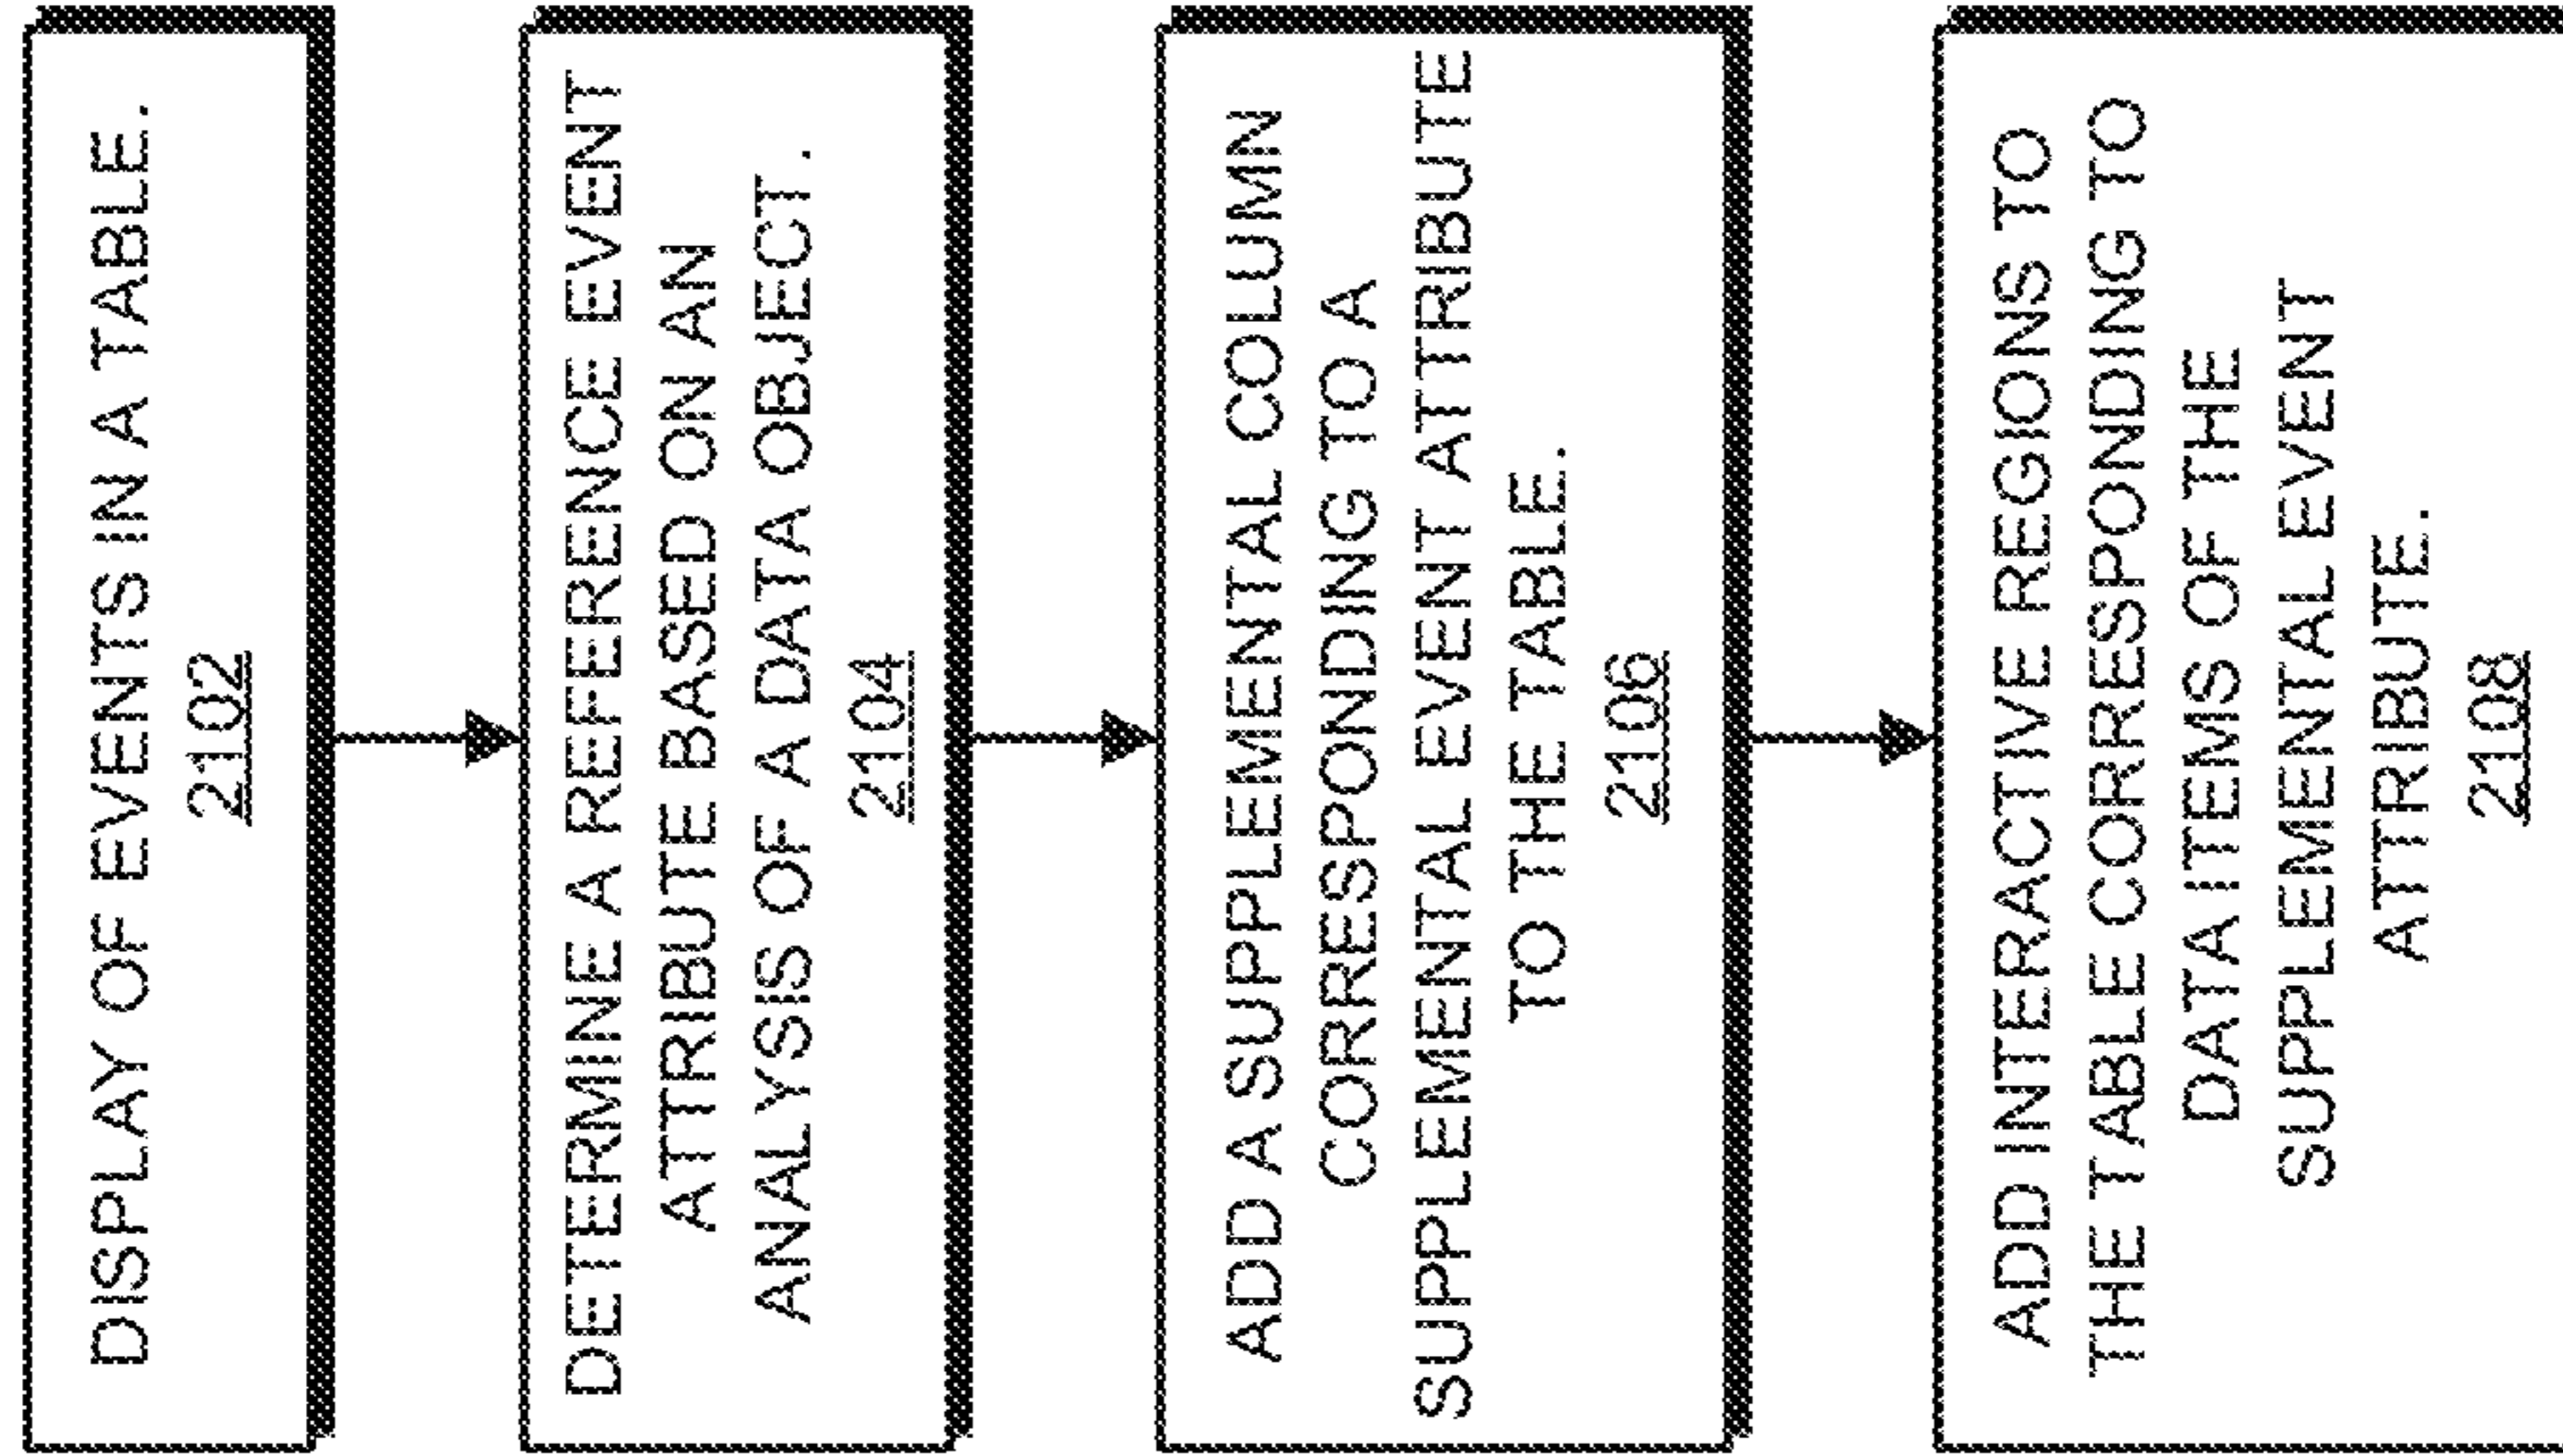 DISPLAY OF EVENTS IN A TABLE.
2102
DETERMINE A REFERENCE EVENT
ATTRIBUTE BASED ON AN
ANALYSIS OF A DATA OBJECT.
2104
ADD A SUPPLEMENTAL COLUMN
CORRESPONDING TO A
SUPPLEMENTAL EVENT ATTRIBUTE
TO THE TABLE.
2106
ADD INTERACTIVE REGIONS TO
THE TABLE CORRESPONDING TO
DATA ITEMS OF THE
SUPPLEMENTAL EVENT
ATTRIBUTE.
2108